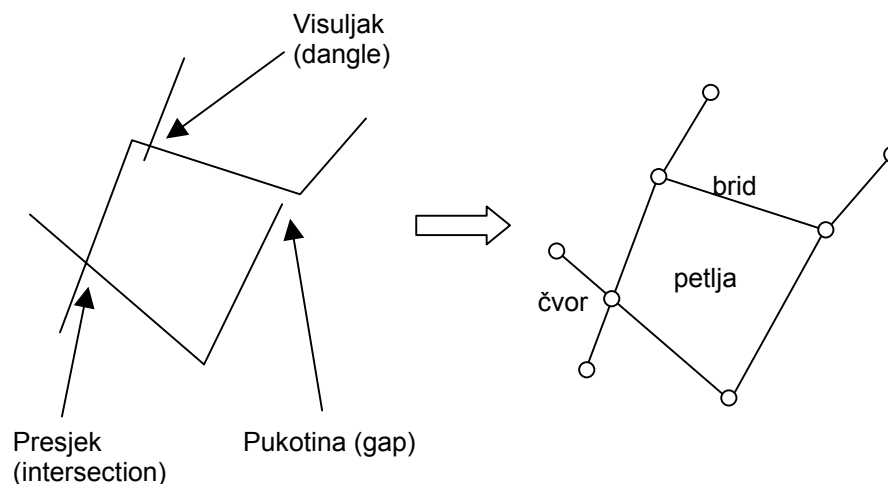 Visuljak
(dangle)
brid
petlja
čvor
Presjek
(intersection)
Pukotina (gap)